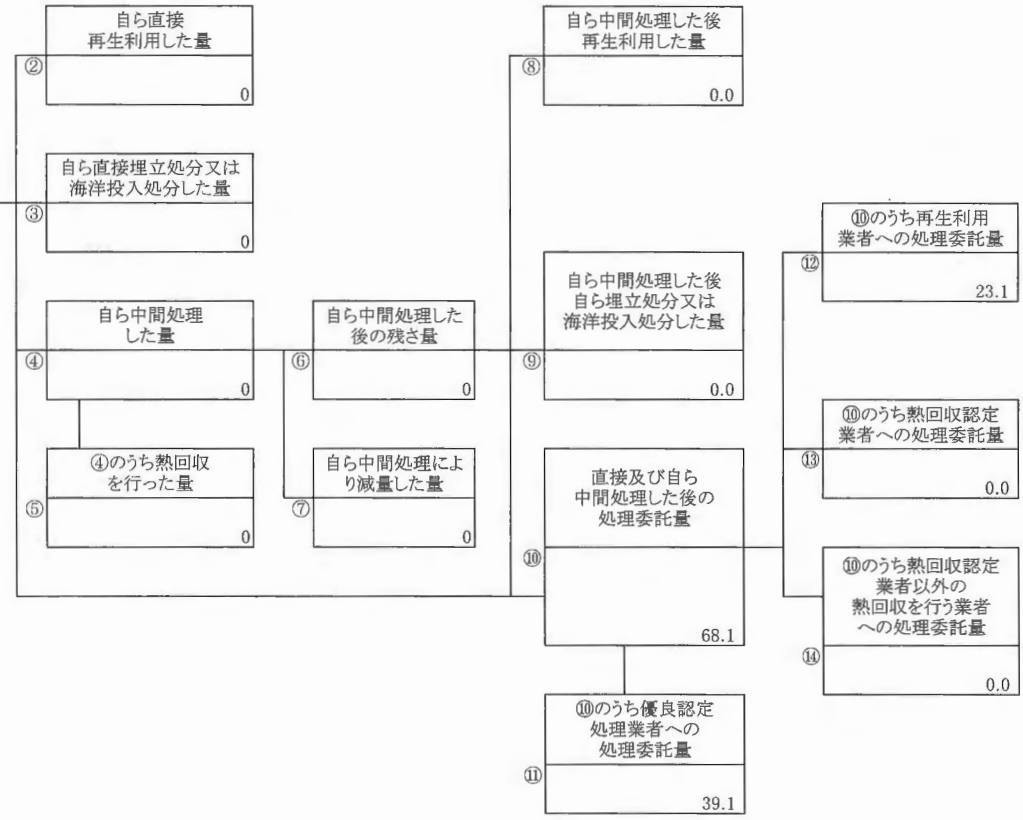 自ら直接
再生利用した量
②
0
自ら直接埋立処分又は
海洋投入処分した量
③
0
自ら中間処理
した量
④
0
④のうち熱回収
を行った量
⑤
0
自ら中間処理した
後の残さ量
⑥
0
自ら中間処理によ
り減量した量
⑦
0
自ら中間処理した後
再生利用した量
⑧
0.0
自ら中間処理した後
自ら埋立処分又は
海洋投入処分した量
⑨
0.0
直接及び自ら
中間処理した後の
処理委託量
⑩
68.1
⑩のうち優良認定
処理業者への
処理委託量
⑪
39.1
⑩のうち再生利用
業者への処理委託量
⑫
23.1
⑩のうち熱回収認定
業者への処理委託量
⑬
0.0
⑩のうち熱回収認定
業者以外の
熱回収を行う業者
への処理委託量
⑭
0.0